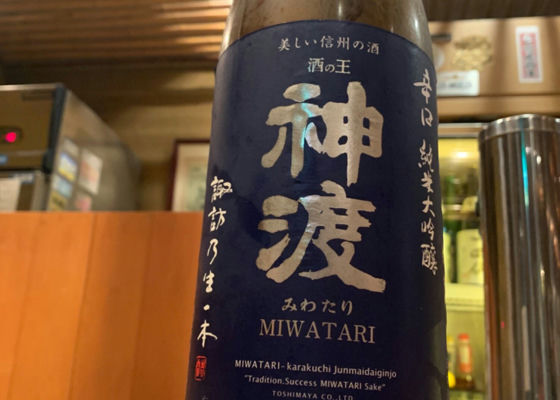 美しい信州の酒
酒の王
神渡
みわたり
MIWATARI
辛口 純米大吟醸
諏訪乃生一本
MIWATARI - karakuchi Junmaidaiginjo
"Tradition.Success MIWATARI Sake"
TOSHIMAYA CO.,LTD